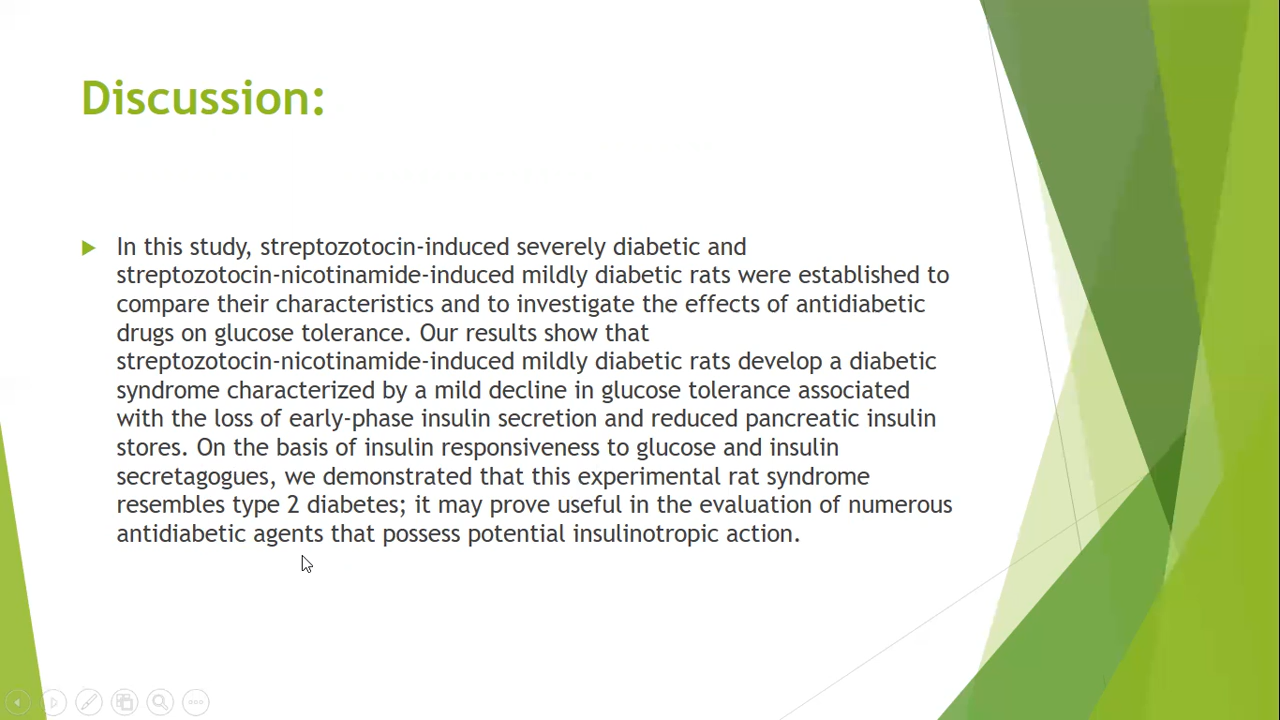 Discussion:
In this study, streptozotocin-induced severely diabetic and
streptozotocin-nicotinamide-induced mildly diabetic rats were established to
compare their characteristics and to investigate the effects of antidiabetic
drugs on glucose tolerance. Our results show that
streptozotocin-nicotinamide-induced mildly diabetic rats develop a diabetic
syndrome characterized by a mild decline in glucose tolerance associated
with the loss of early-phase insulin secretion and reduced pancreatic insulin
stores. On the basis of insulin responsiveness to glucose and insulin
secretagogues, we demonstrated that this experimental rat syndrome
resembles type 2 diabetes; it may prove useful in the evaluation of numerous
antidiabetic agents that possess potential insulinotropic action.